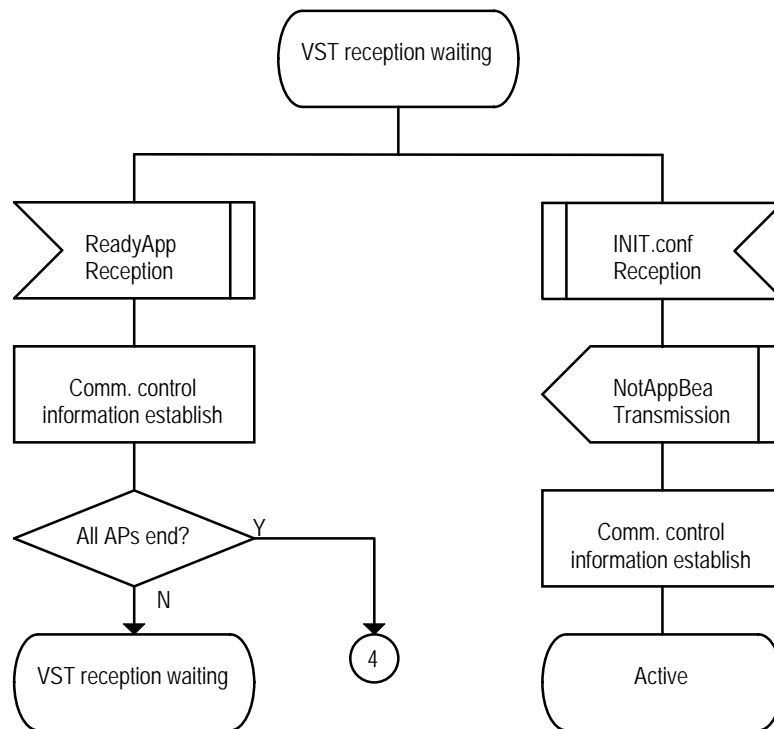 VST reception waiting
ReadyApp
Reception
INIT.conf
Reception
Comm. control
information establish
NotAppBea
Transmission
All APs end?
Y
N
Comm. control
information establish
VST reception waiting
4
Active